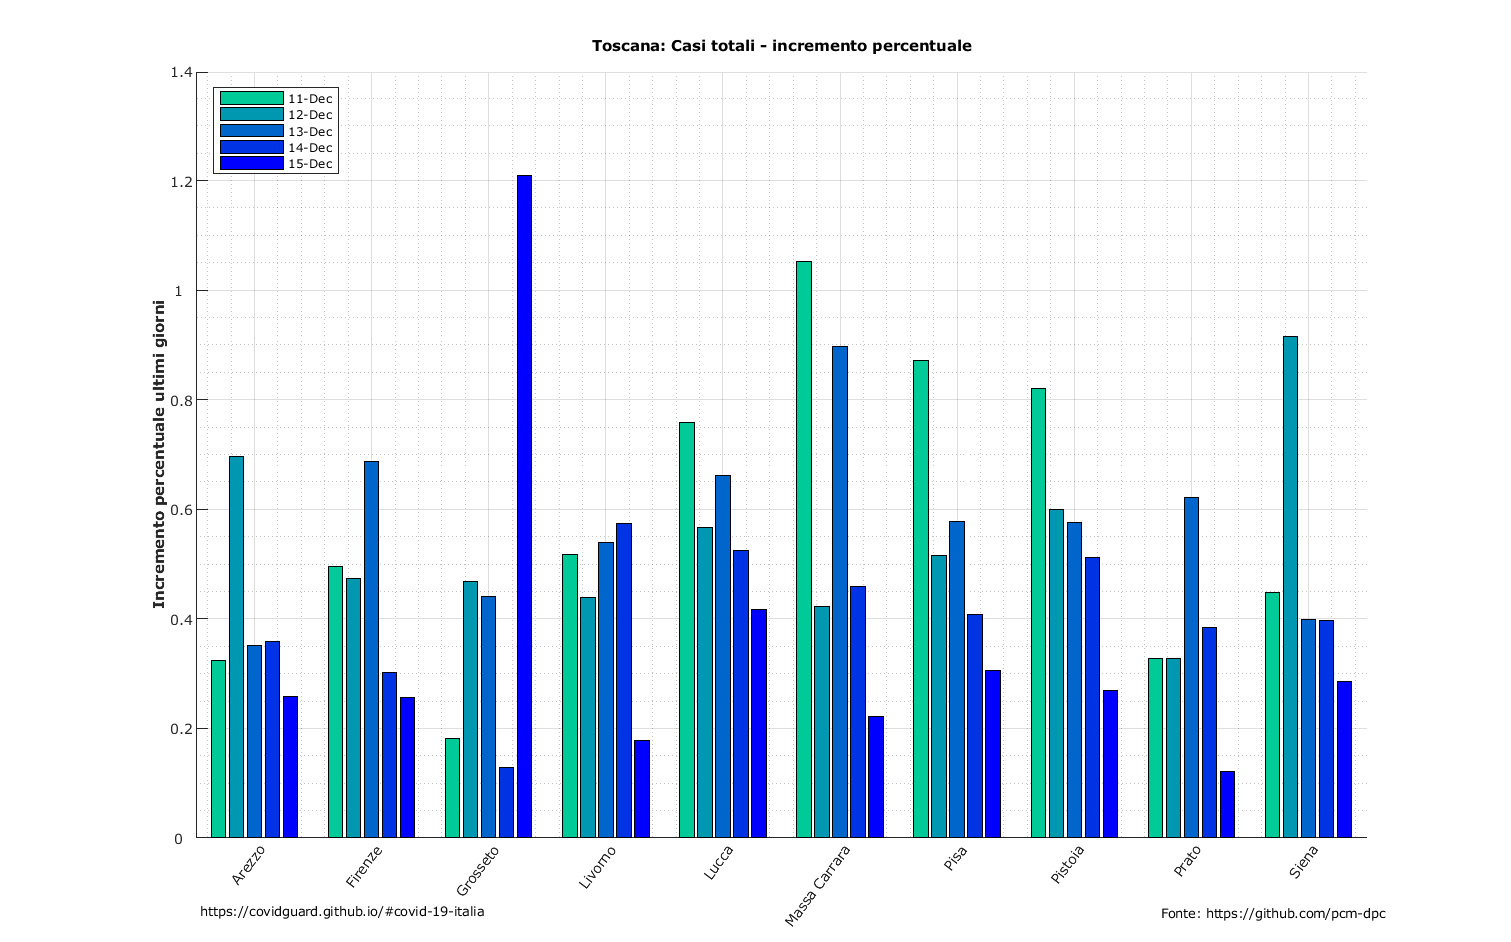 Toscana: Casi totali - incremento percentuale
Incremento percentuale ultimi giorni
1.4
1.2
1
0.8
0.6
0.4
0.2
0
11-Dec
12-Dec
13-Dec
14-Dec
15-Dec
Arezzo
Firenze
Grosseto
Livorno
Lucca
Massa Carrara
Pisa
Pistoia
Prato
Siena
https://covidguard.github.io/#covid-19-italia
Fonte: https://github.com/pcm-dpc